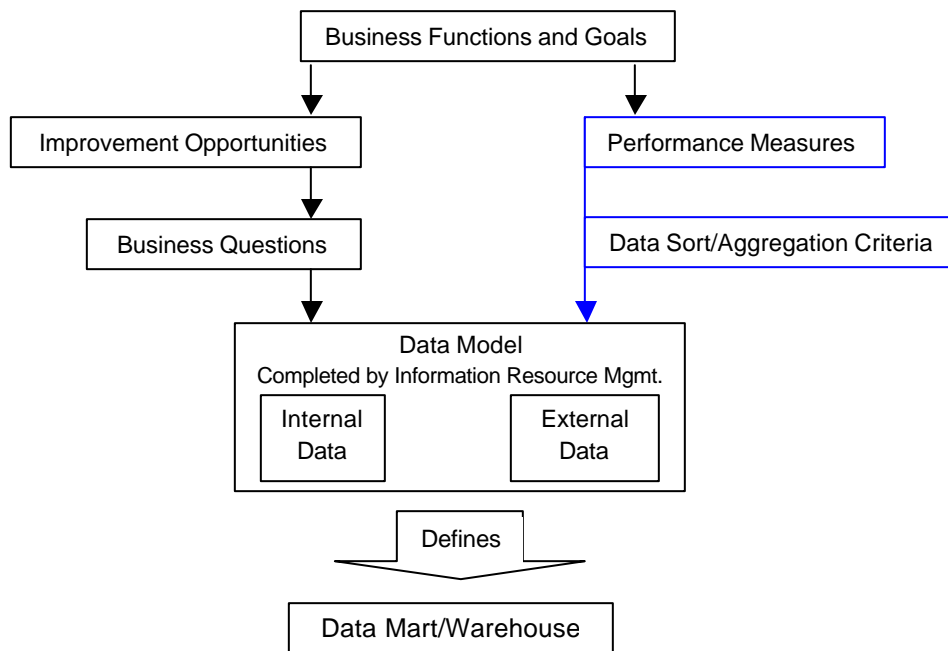 Business Functions and Goals
Improvement Opportunities
Performance Measures
Business Questions
Data Sort/Aggregation Criteria
Data Model
Completed by Information Resource Mgmt.
Internal
Data
External
Data
Defines
Data Mart/Warehouse